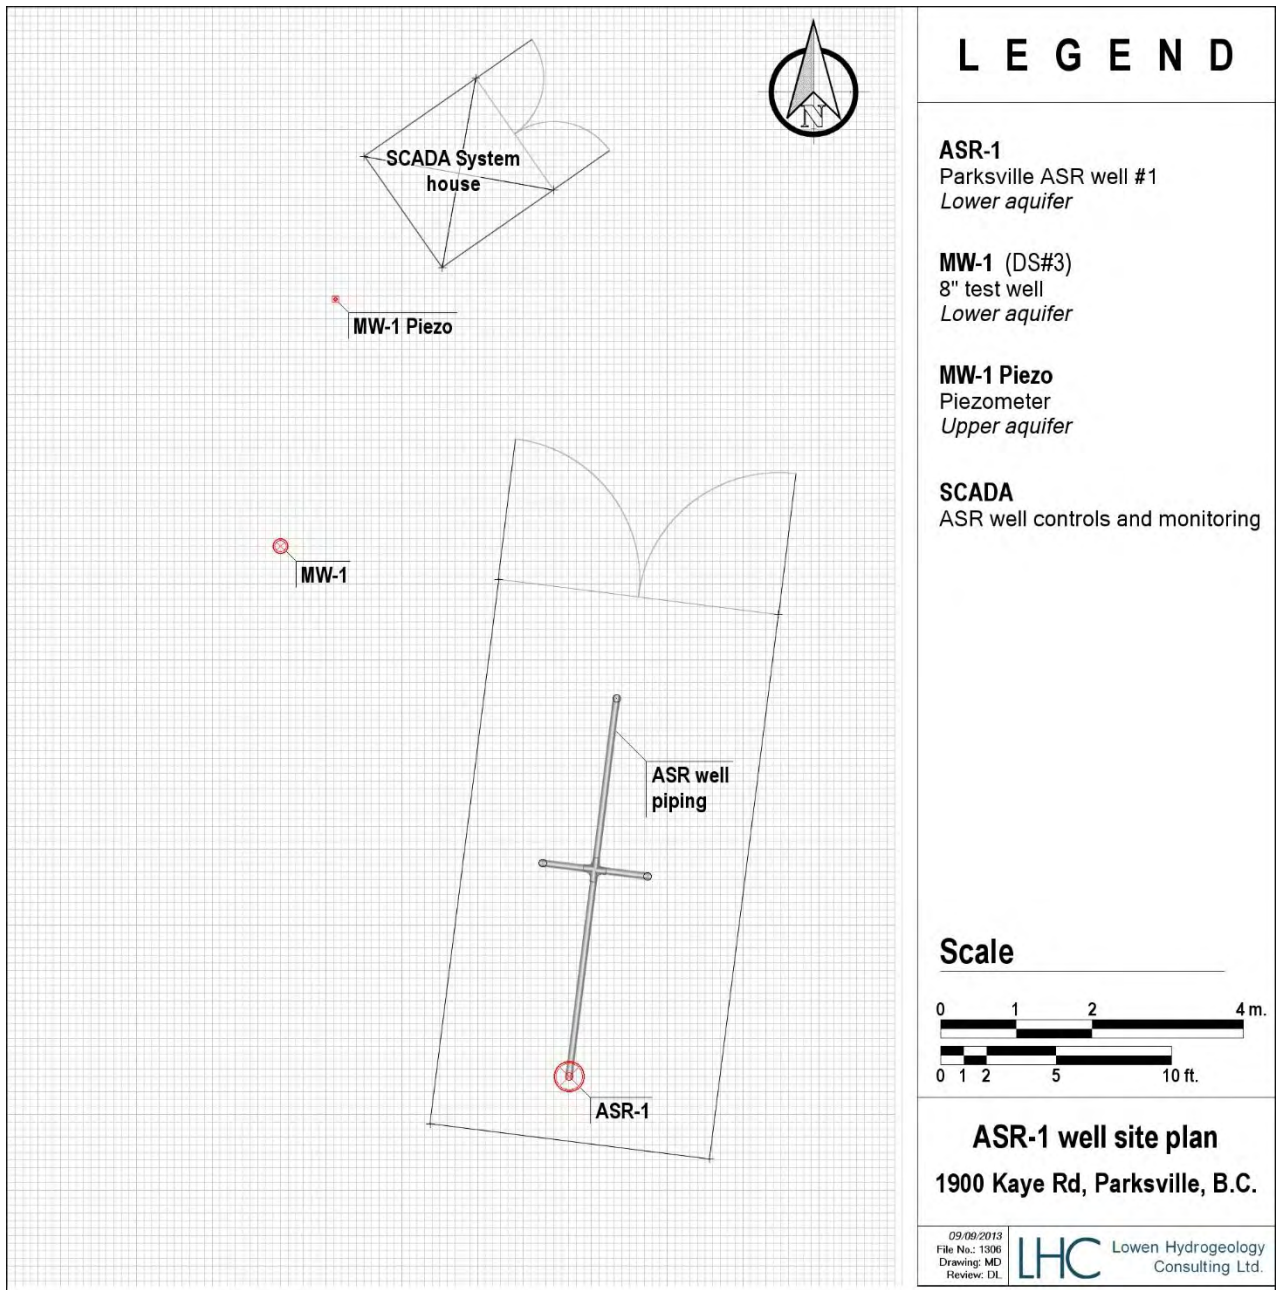 SCADA System
house
N
MW-1 Piezo
MW-1
ASR well
piping
ASR-1
L E G E N D
ASR-1
Parksville ASR well #1
Lower aquifer
MW-1 (DS#3)
8" test well
Lower aquifer
MW-1 Piezo
Piezometer
Upper aquifer
SCADA
ASR well controls and monitoring
Scale
0 1 2 4 m.
0 1 2 5 10 ft.
ASR-1 well site plan
1900 Kaye Rd, Parksville, B.C.
09/09/2013
File No.: 1306
Drawing: MD
Review: DL
LHC
Lowen Hydrogeology
Consulting Ltd.